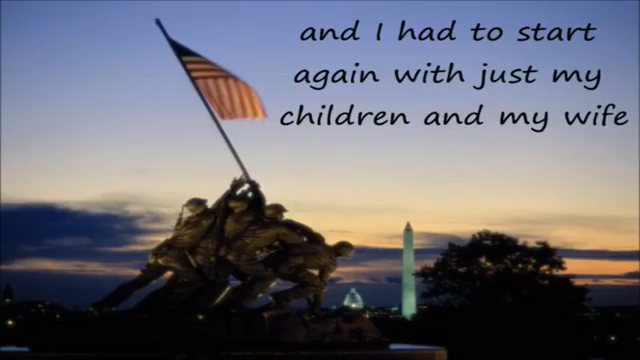 and I had to start
again with just my
children and my wife